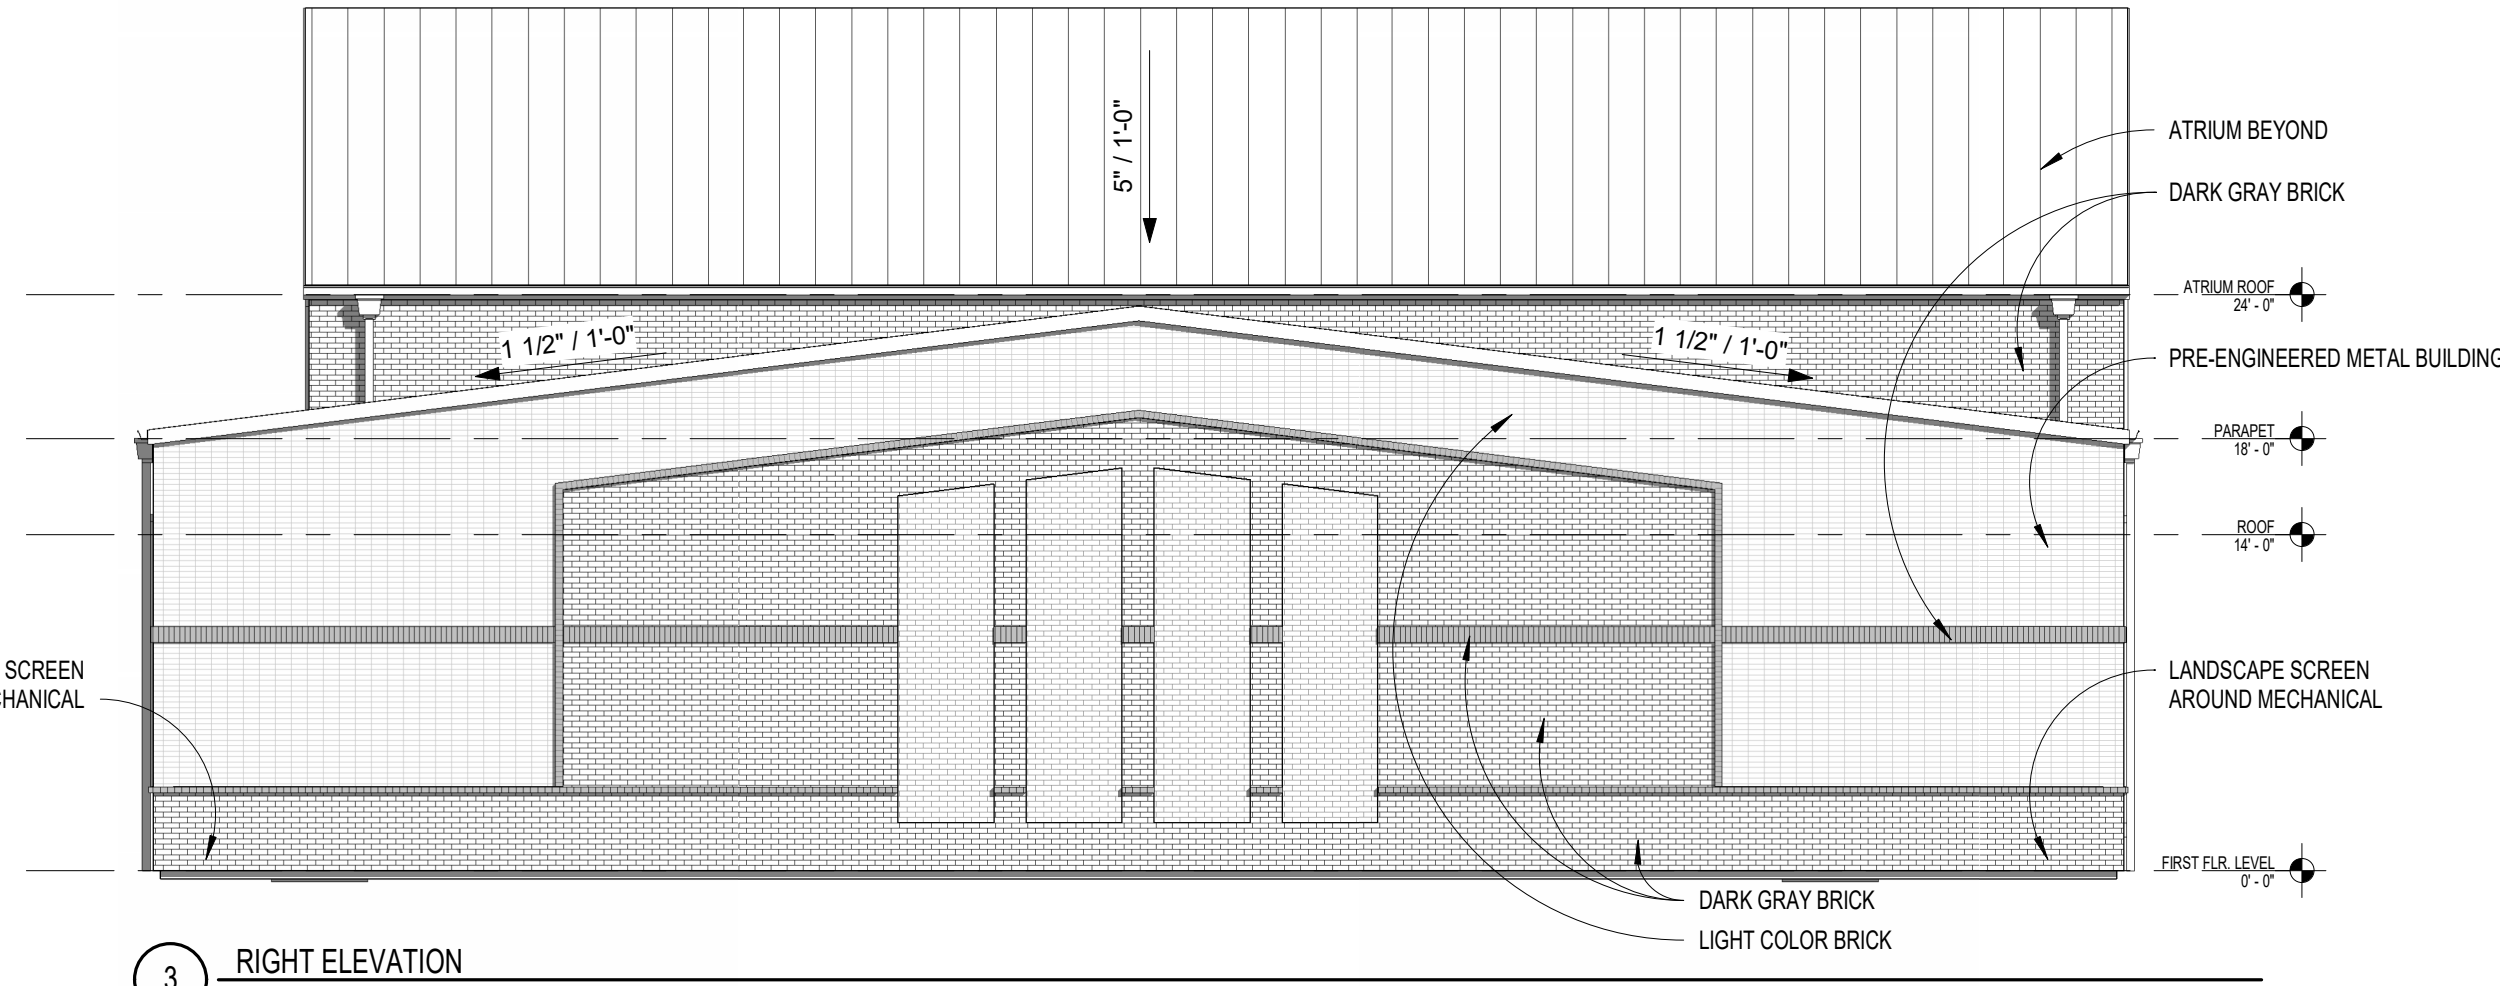 5" / 1'-0"
ATRIUM BEYOND
DARK GRAY BRICK
ATRIUM ROOF
24' - 0"
1 1/2" / 1'-0"
1 1/2" / 1'-0"
PRE-ENGINEERED METAL BUILDING
PARAPET
18' - 0"
ROOF
14' - 0"
SCREEN
CHANICAL
LANDSCAPE SCREEN
AROUND MECHANICAL
FIRST FLR. LEVEL
0' - 0"
DARK GRAY BRICK
LIGHT COLOR BRICK
3
RIGHT ELEVATION